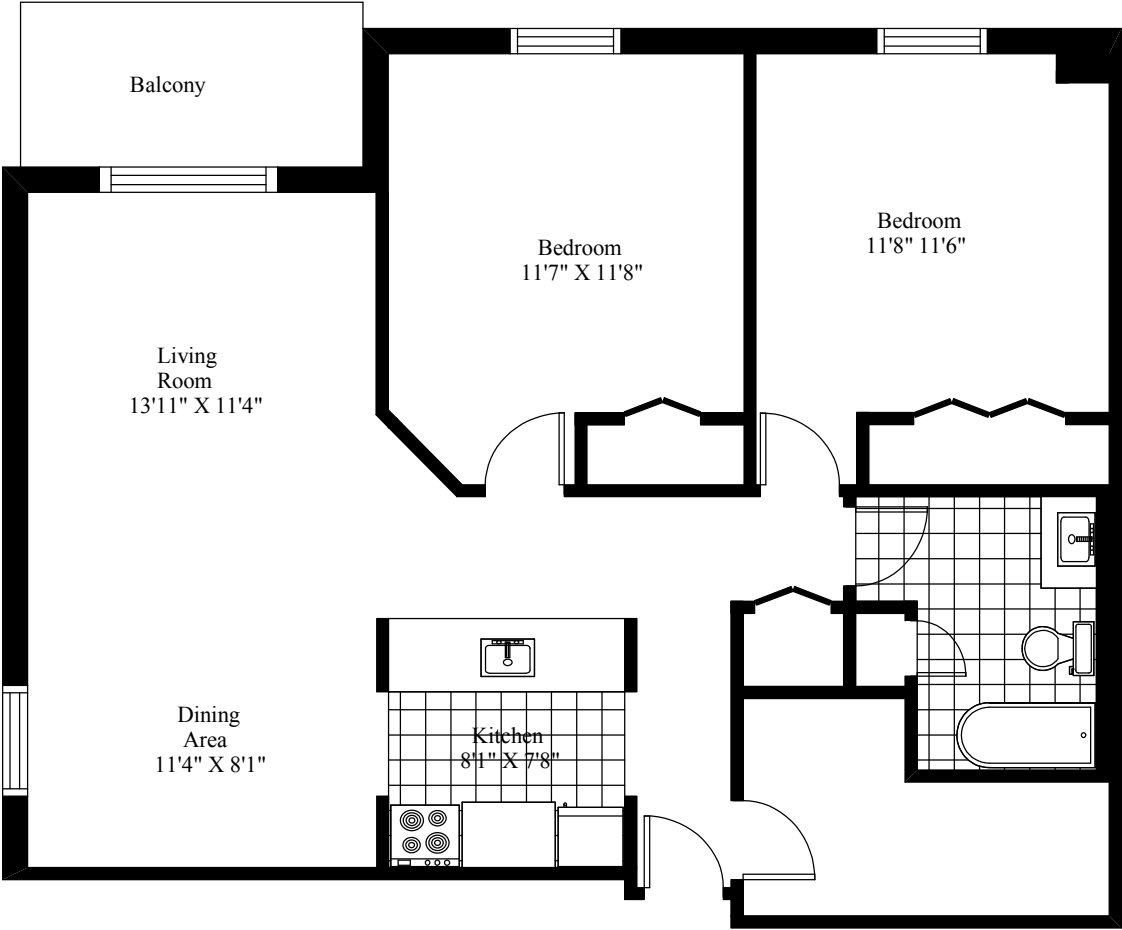 Balcony
Bedroom
11'7" X 11'8"
Bedroom
11'8" 11'6"
Living
Room
13'11" X 11'4"
Dining
Area
11'4" X 8'1"
Kitchen
8'1" X 7'8"